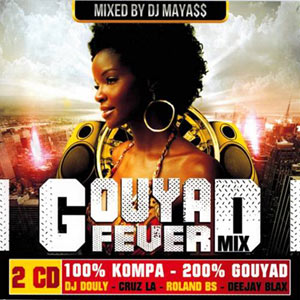 MIXED BY DJ MAYA$$
GOUYAD
FEVER MIX
2 CD
100% KOMPA - 200% GOUYAD
DJ DOULY - CRUZ LA - ROLAND BS - DEEJAY BLAX